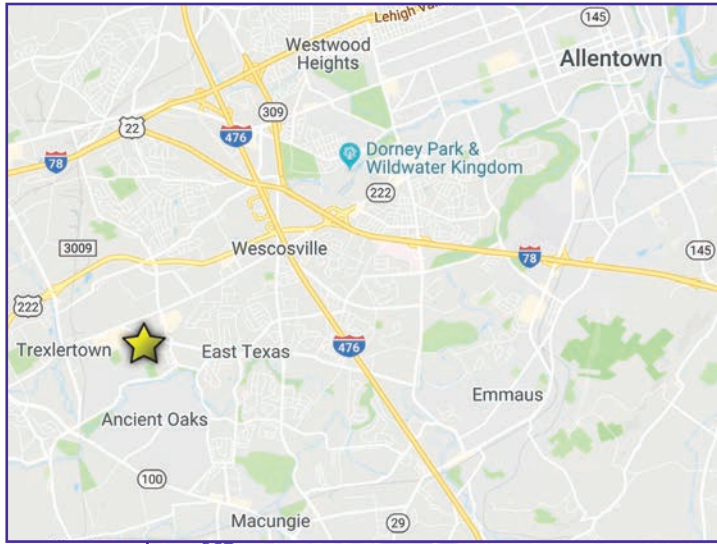 Lehigh Val
145
Westwood
Heights
Allentown
309
22
476
78
Dorney Park &
Wildwater Kingdom
222
3009
Wescosville
78
145
222
Trexlertown
East Texas
476
Emmaus
Ancient Oaks
100
Macungie
29